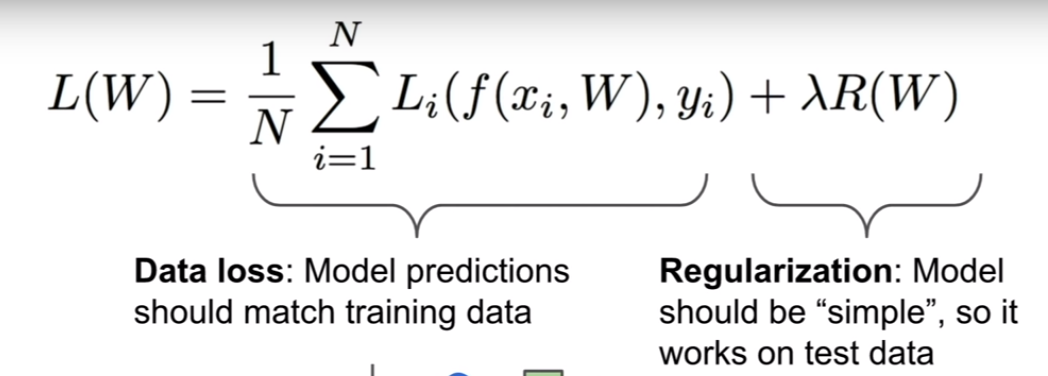 L(W) = 1/N ∑_{i=1}^{N} L_i(f(x_i, W), y_i) + λR(W)
Data loss: Model predictions
should match training data
Regularization: Model
should be “simple”, so it
works on test data